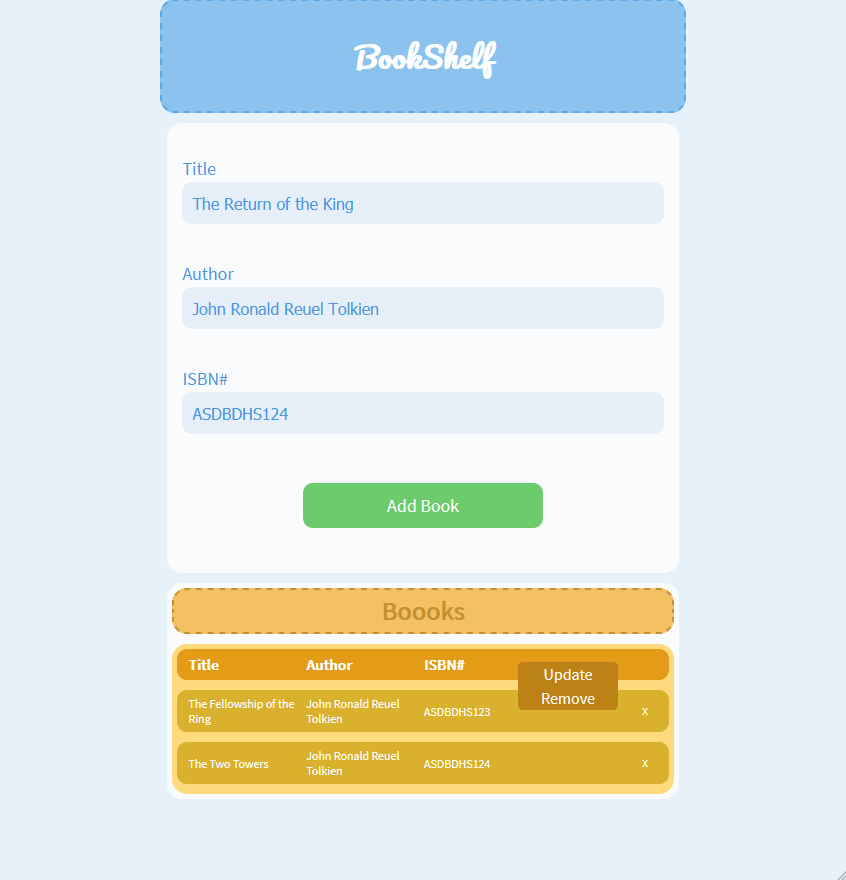 BookShelf
Title
The Return of the King
Author
John Ronald Reuel Tolkien
ISBN#
ASDBDHS124
Add Book
Boooks
Title Author ISBN#
Update
Remove
The Fellowship of the
Ring
John Ronald Reuel
Tolkien
ASDBDHS123
X
The Two Towers
John Ronald Reuel
Tolkien
ASDBDHS124
X